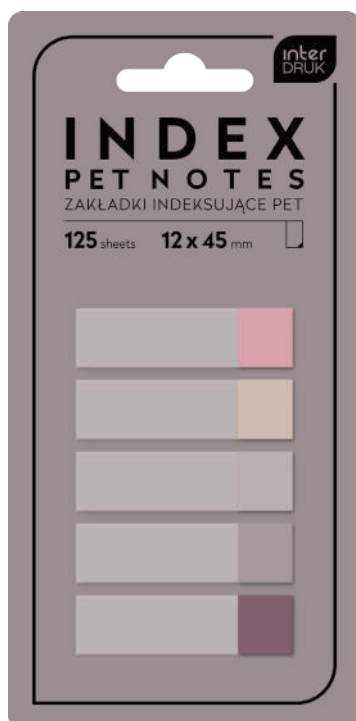 inter
DRUK
INDEX
PET NOTES
ZAKŁADKI INDEKSUJĄCE PET
125 sheets 12 x 45 mm